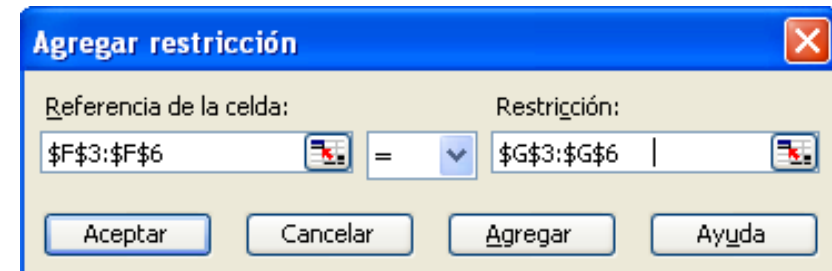 Agregar restricción
Referencia de la celda: Restricción:
$F$3:$F$6 = $G$3:$G$6
Aceptar Cancelar Agregar Ayuda